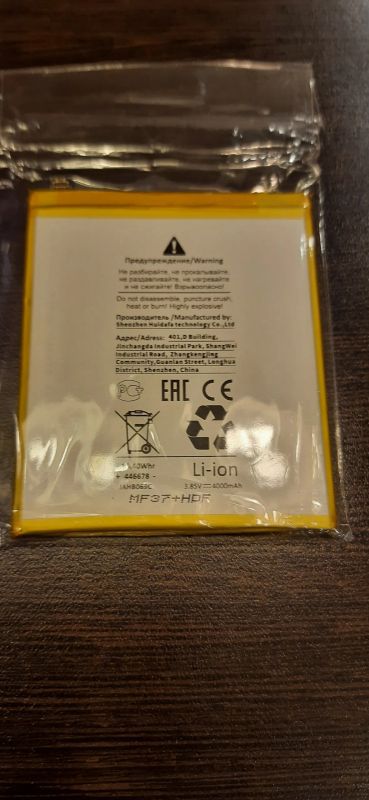 Предупреждение/Warning
Не разбирайте, не прокалывайте,
не раздавливайте, не нагревайте
и не сжигайте! Взрывоопасно!
Do not disassemble, puncture crush,
heat or burn! Highly explosive!
Производитель /Manufactured by:
Shenzhen Huidafa technology Co.,Ltd
Адрес/Adress: 401,D Building,
Jinchangda Industrial Park, ShangWei
Industrial Road, Zhangkengjing
Community,Guanlan Street, Longhua
District, Shenzhen, China
EAC CE
Li-ion
+ 446678 -
3.85V 4000mAh
MF37+HDF